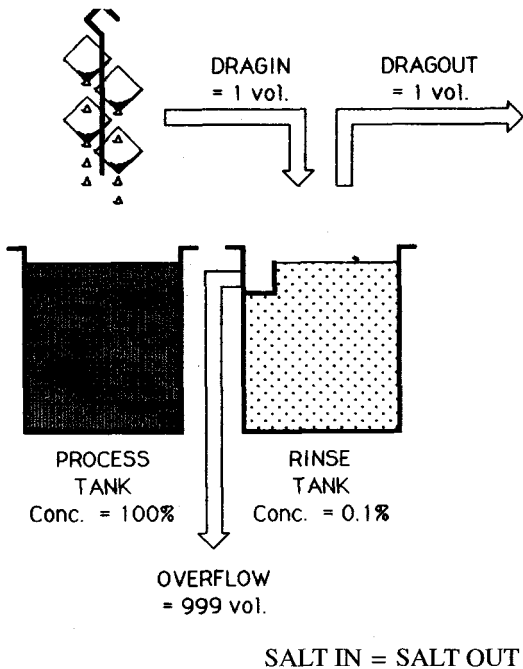 DRAGIN
= 1 vol.
DRAGOUT
= 1 vol.
PROCESS
TANK
Conc. = 100%
RINSE
TANK
Conc. = 0.1%
OVERFLOW
= 999 vol.
SALT IN = SALT OUT